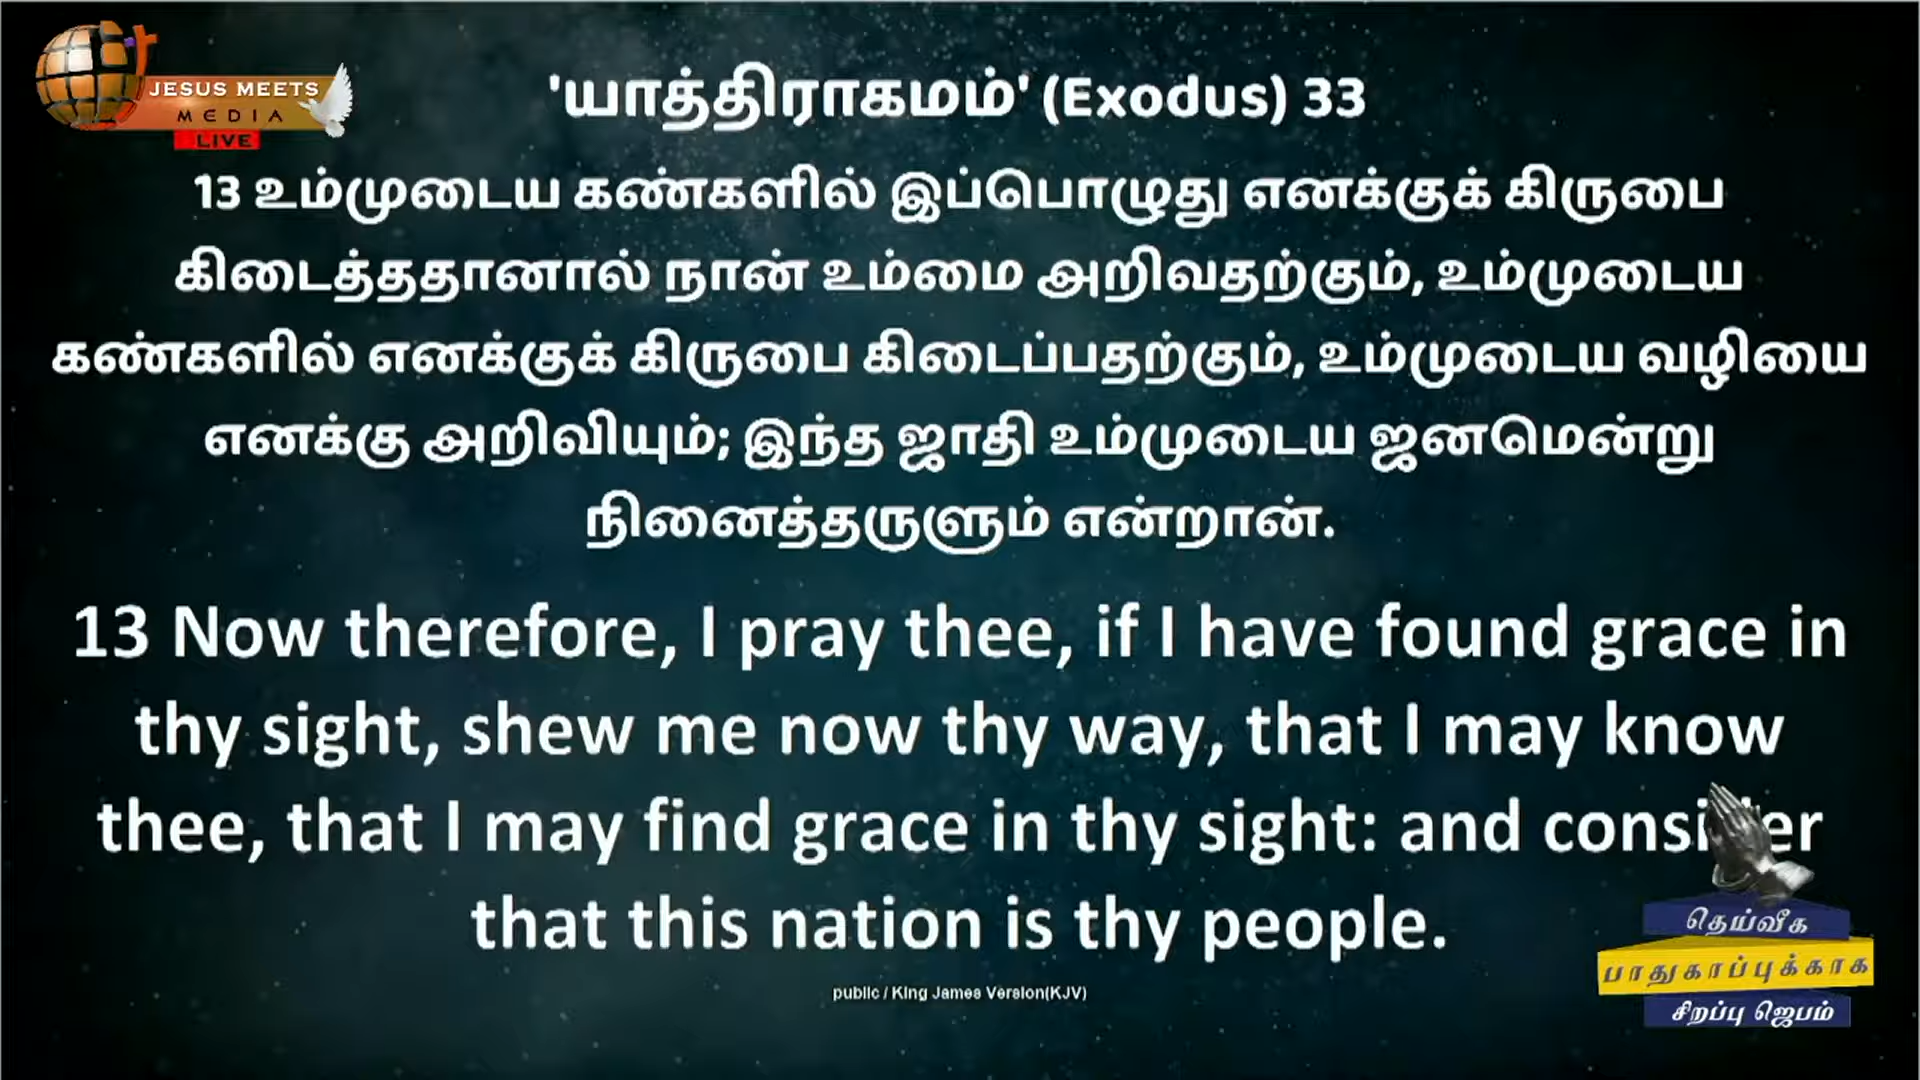 JESUS MEETS
MEDIA
LIVE
'யாத்திராகமம்' (Exodus) 33
13 உம்முடைய கண்களில் இப்பொழுது எனக்குக் கிருபை
கிடைத்ததானால் நான் உம்மை அறிவதற்கும், உம்முடைய
கண்களில் எனக்குக் கிருபை கிடைப்பதற்கும், உம்முடைய வழியை
எனக்கு அறிவியும்; இந்த ஜாதி உம்முடைய ஜனமென்று
நினைத்தருளும் என்றான்.
13 Now therefore, I pray thee, if I have found grace in
thy sight, shew me now thy way, that I may know
thee, that I may find grace in thy sight: and consider
that this nation is thy people.
public / King James Version(KJV)
தெய்வீக
பாதுகாப்புக்காக
சிறப்பு ஜெபம்